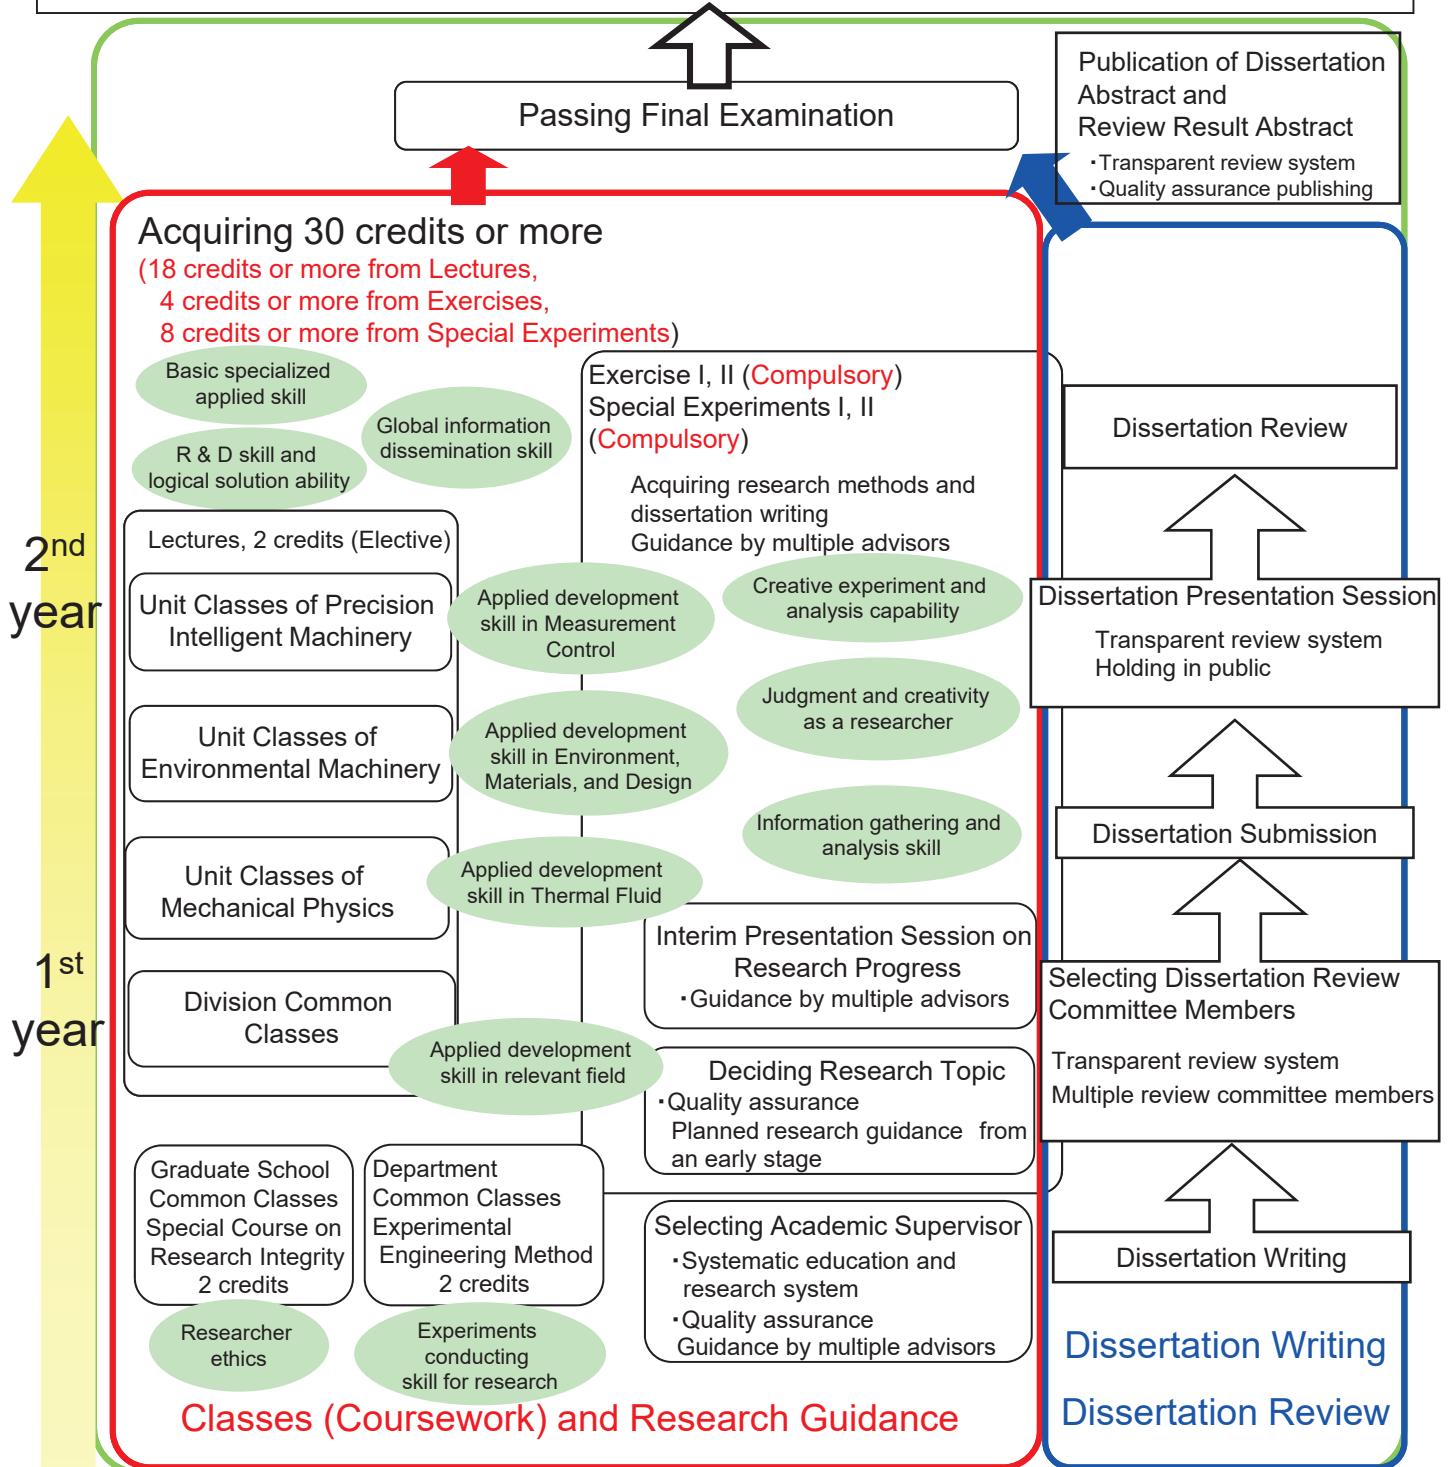 Passing Final Examination
Publication of Dissertation
Abstract and
Review Result Abstract
・Transparent review system
・Quality assurance publishing
Acquiring 30 credits or more
(18 credits or more from Lectures,
4 credits or more from Exercises,
8 credits or more from Special Experiments)
Basic specialized
applied skill
Global information
dissemination skill
R & D skill and
logical solution ability
Exercise I, II (Compulsory)
Special Experiments I, II
(Compulsory)
Acquiring research methods and
dissertation writing
Guidance by multiple advisors
2nd
year
1st
year
Lectures, 2 credits (Elective)
Unit Classes of Precision
Intelligent Machinery
Unit Classes of
Environmental Machinery
Unit Classes of
Mechanical Physics
Division Common
Classes
Applied development
skill in Measurement
Control
Applied development
skill in Environment,
Materials, and Design
Applied development
skill in Thermal Fluid
Applied development
skill in relevant field
Creative experiment and
analysis capability
Judgment and creativity
as a researcher
Information gathering and
analysis skill
Interim Presentation Session on
Research Progress
・Guidance by multiple advisors
Deciding Research Topic
・Quality assurance
Planned research guidance from
an early stage
Selecting Academic Supervisor
・Systematic education and
research system
・Quality assurance
Guidance by multiple advisors
Graduate School
Common Classes
Special Course on
Research Integrity
2 credits
Department
Common Classes
Experimental
Engineering Method
2 credits
Researcher
ethics
Experiments
conducting
skill for research
Classes (Coursework) and Research Guidance
Dissertation Review
Dissertation Presentation Session
Transparent review system
Holding in public
Dissertation Submission
Selecting Dissertation Review
Committee Members
Transparent review system
Multiple review committee members
Dissertation Writing
Dissertation Writing
Dissertation Review